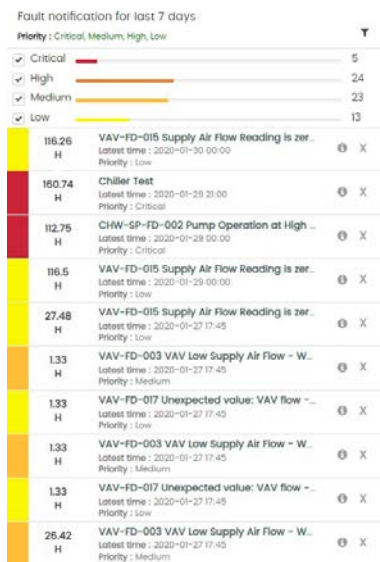 Fault notification for last 7 days
Priority : Critical, Medium, High, Low
Critical 5
High 24
Medium 23
Low 13
116.26 H
VAV-FD-015 Supply Air Flow Reading is zer...
Latest time : 2020-01-30 00:00
Priority : Low
X
160.74 H
Chiller Test
Latest time : 2020-01-29 21:00
Priority : Critical
X
112.75 H
CHW-SP-FD-002 Pump Operation at High ...
Latest time : 2020-01-29 00:00
Priority : Critical
X
116.5 H
VAV-FD-015 Supply Air Flow Reading is zer...
Latest time : 2020-01-29 00:00
Priority : Low
X
27.48 H
VAV-FD-015 Supply Air Flow Reading is zer...
Latest time : 2020-01-27 17:45
Priority : Low
X
1.33 H
VAV-FD-003 VAV Low Supply Air Flow - W...
Latest time : 2020-01-27 17:45
Priority : Medium
X
1.33 H
VAV-FD-017 Unexpected value: VAV flow -...
Latest time : 2020-01-27 17:45
Priority : Low
X
1.33 H
VAV-FD-003 VAV Low Supply Air Flow - W...
Latest time : 2020-01-27 17:45
Priority : Medium
X
1.33 H
VAV-FD-017 Unexpected value: VAV flow -...
Latest time : 2020-01-27 17:45
Priority : Low
X
26.42 H
VAV-FD-003 VAV Low Supply Air Flow - W...
Latest time : 2020-01-27 17:45
Priority : Medium
X